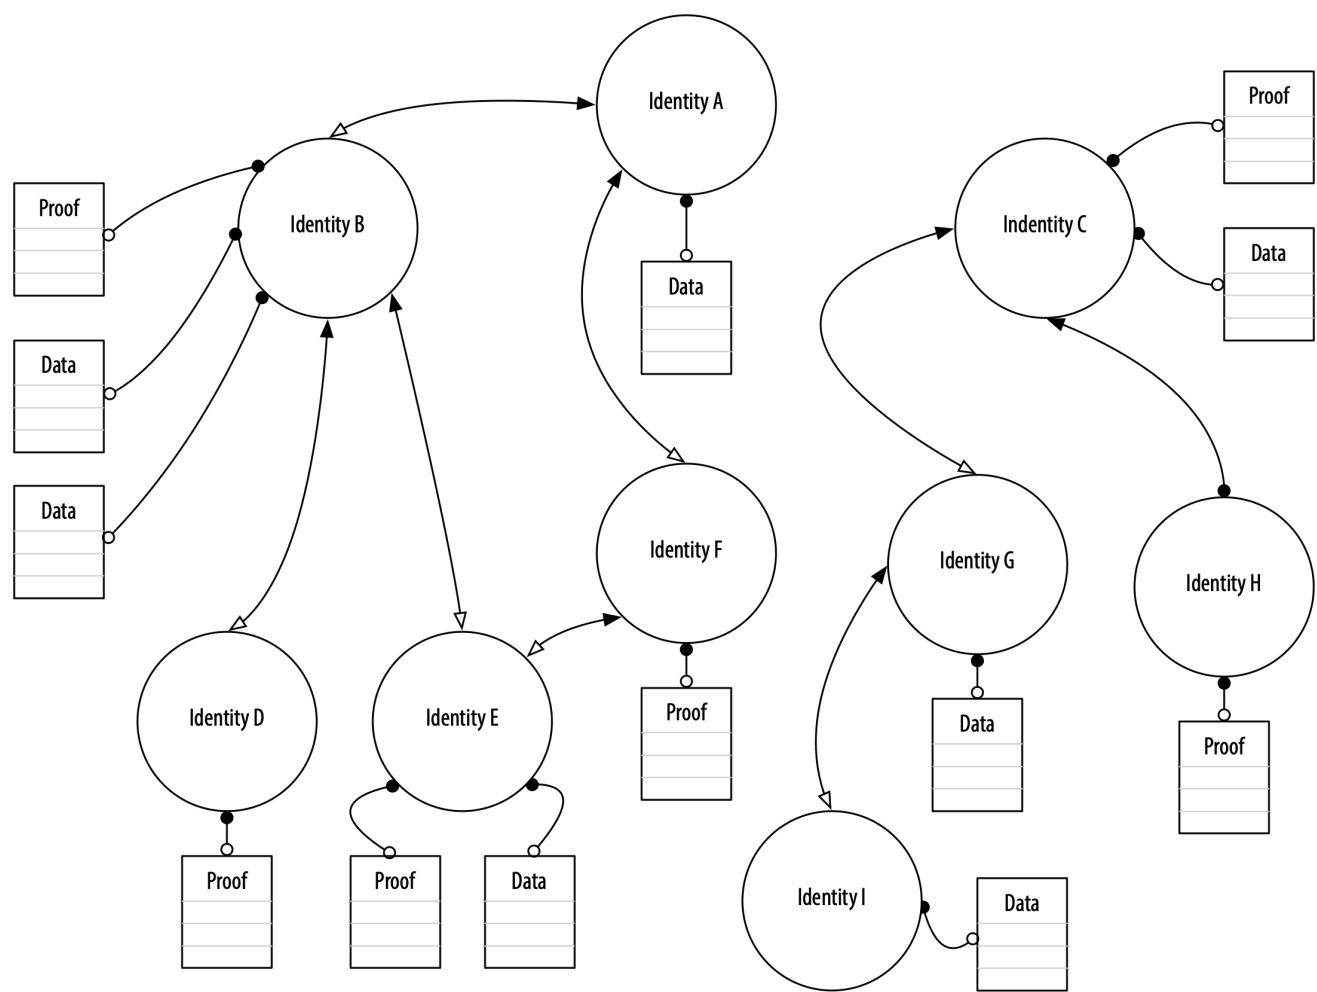 Identity A
Proof
Identity B
Indentity C
Proof
Data
Data
Data
Data
Identity F
Identity G
Identity H
Identity D
Identity E
Proof
Data
Proof
Proof
Proof
Data
Identity I
Data